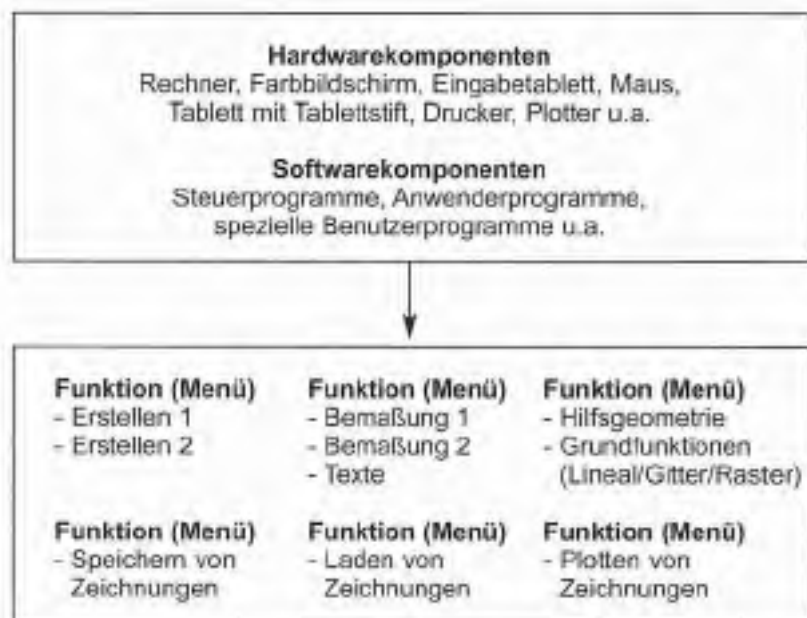 Hardwarekomponenten
Rechner, Farbbildschirm, Eingabetablett, Maus,
Tablett mit Tablettstift, Drucker, Plotter u.a.
Softwarekomponenten
Steuerprogramme, Anwenderprogramme,
spezielle Benutzerprogramme u.a.
Funktion (Menü)
- Erstellen 1
- Erstellen 2
Funktion (Menü)
- Bemaßung 1
- Bemaßung 2
- Texte
Funktion (Menü)
- Hilfsgeometrie
- Grundfunktionen
(Lineal/Gitter/Raster)
Funktion (Menü)
- Speichern von
Zeichnungen
Funktion (Menü)
- Laden von
Zeichnungen
Funktion (Menü)
- Plotten von
Zeichnungen